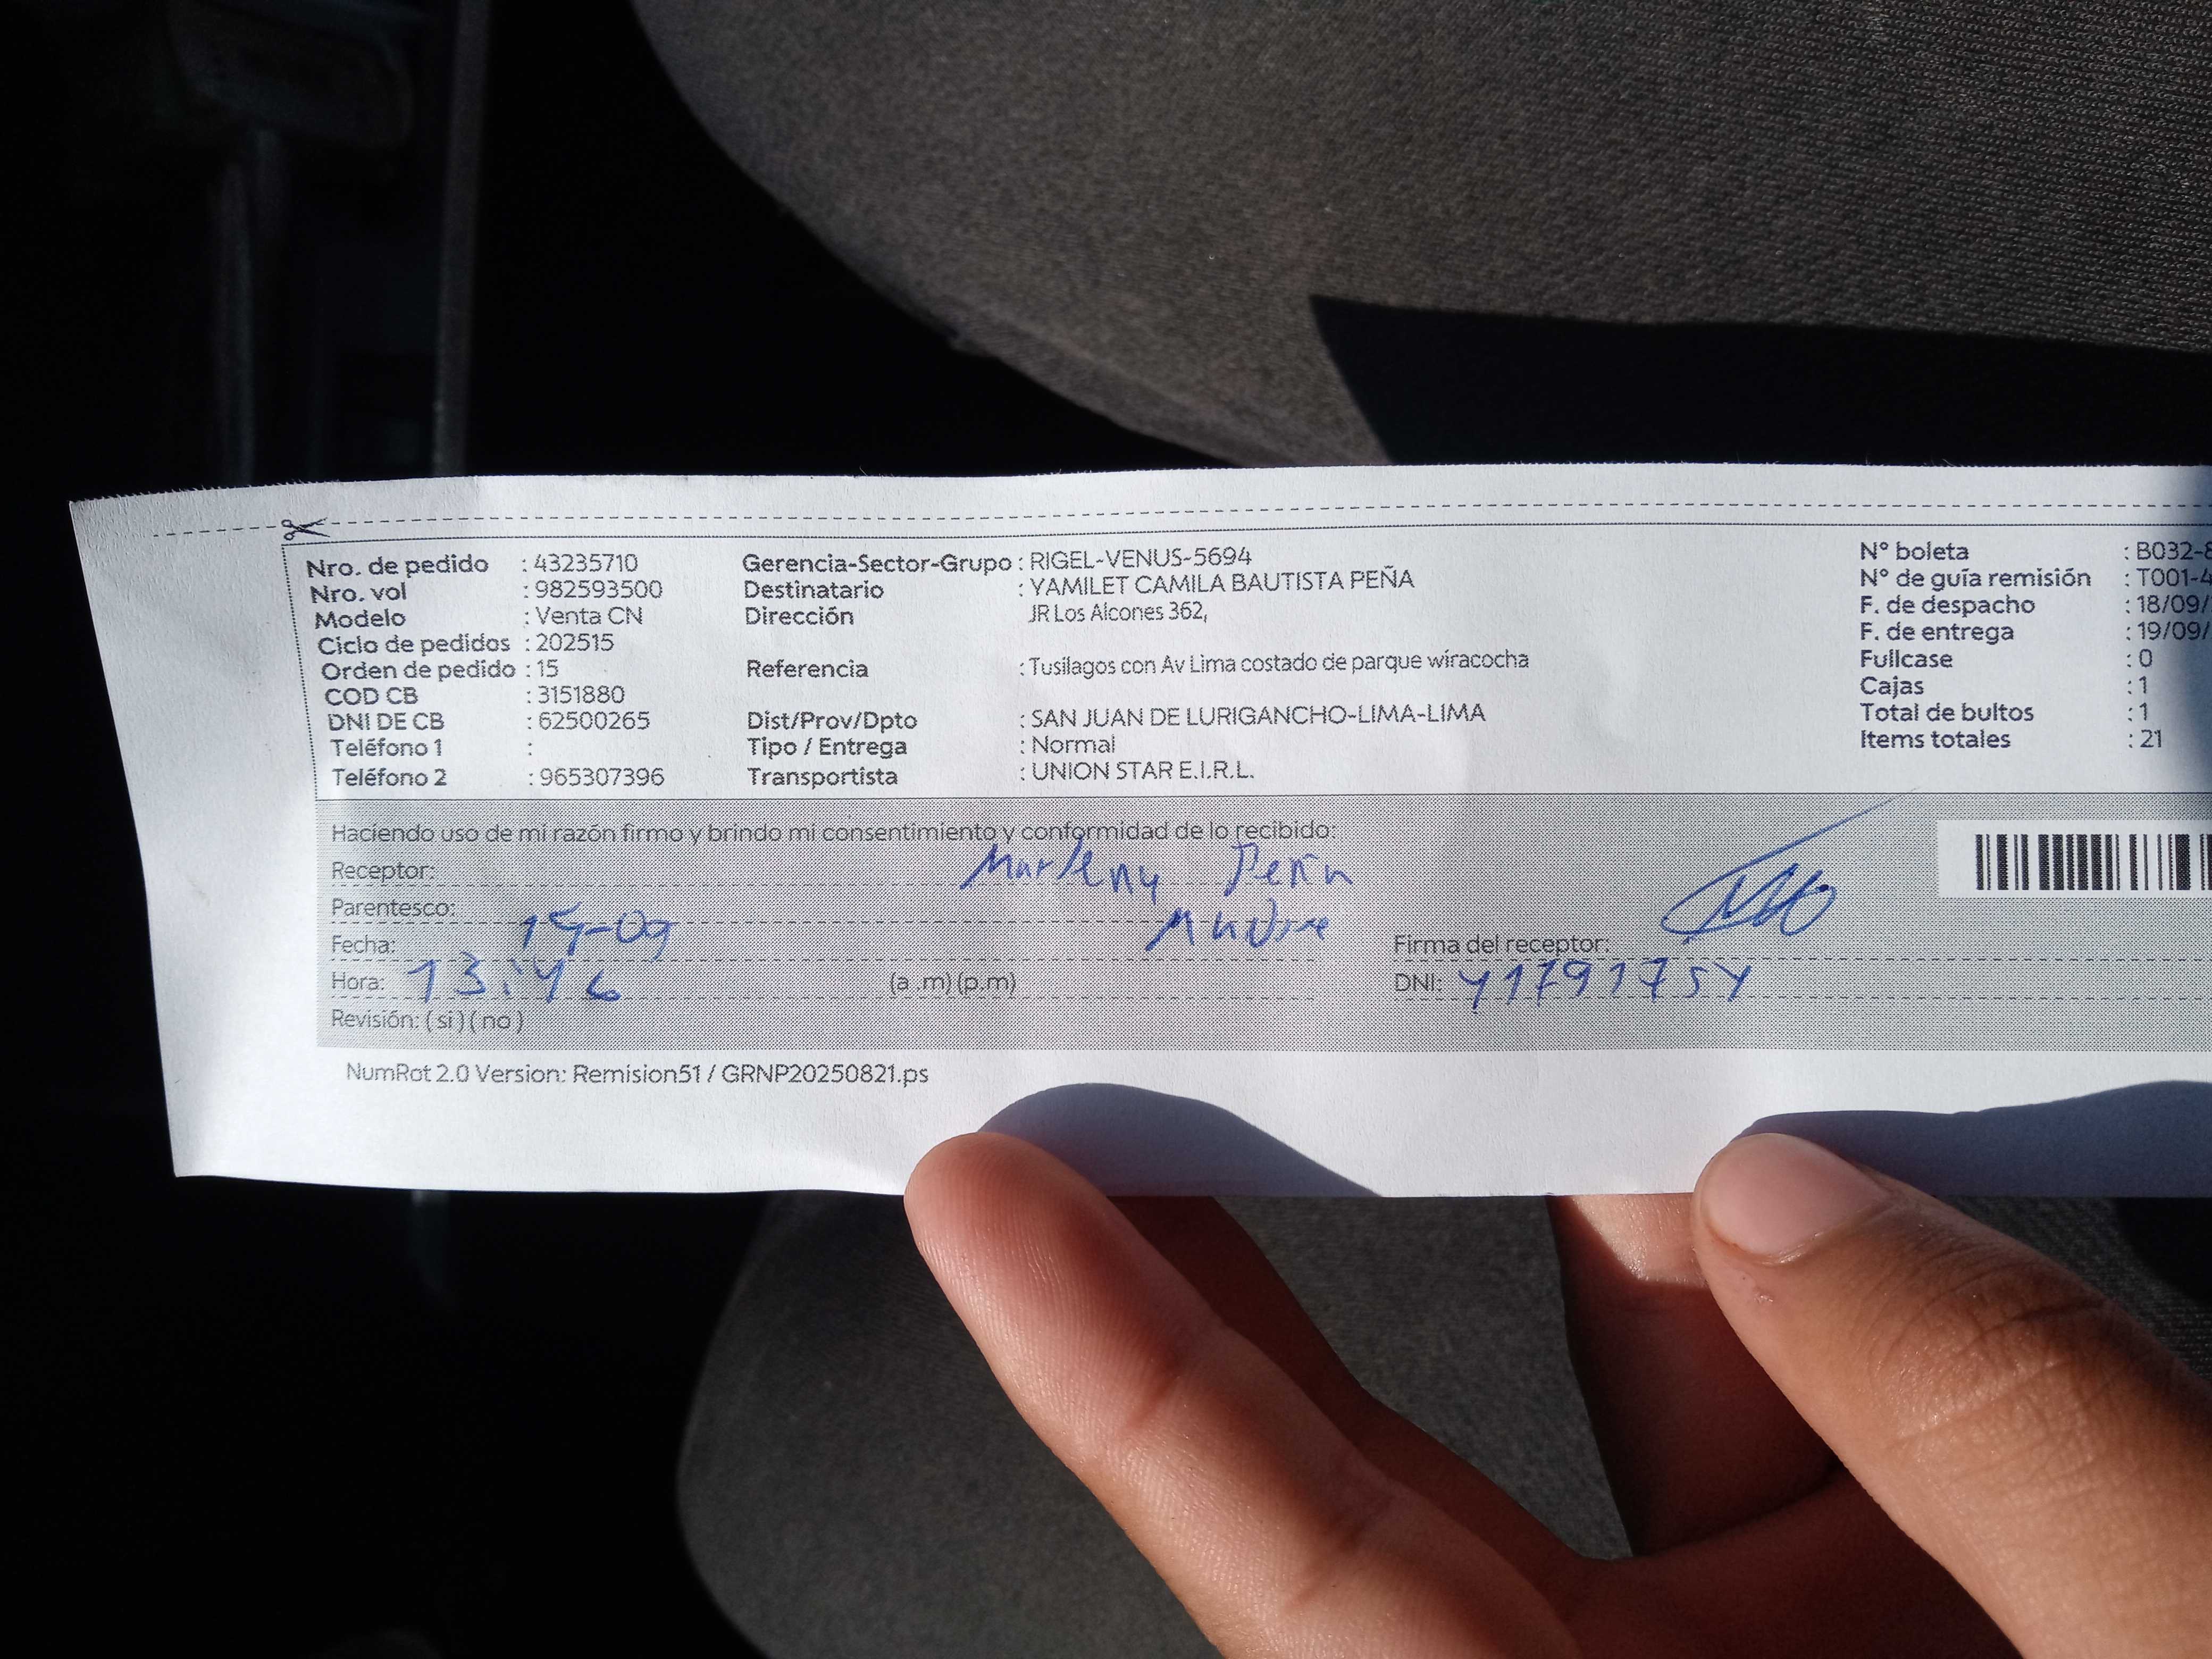 Nro. de pedido : 43235710
Nro. vol : 982593500
Modelo : Venta CN
Ciclo de pedidos : 202515
Orden de pedido : 15
COD CB : 3151880
DNI DE CB : 62500265
Teléfono 1 :
Teléfono 2 : 965307396
Gerencia-Sector-Grupo : RIGEL-VENUS-5694
Destinatario : YAMILET CAMILA BAUTISTA PEÑA
Dirección JR Los Alcones 362,
Referencia : Tusilagos con Av Lima costado de parque wiracocha
Dist/Prov/Dpto : SAN JUAN DE LURIGANCHO-LIMA-LIMA
Tipo / Entrega : Normal
Transportista : UNION STAR E.I.R.L.
N° boleta : B032-8
N° de guía remisión : T001-4
F. de despacho : 18/09/
F. de entrega : 19/09/
Fullcase : 0
Cajas : 1
Total de bultos : 1
Items totales : 21
Haciendo uso de mi razón firmo y brindo mi consentimiento y conformidad de lo recibido:
Receptor: Marleny Peña
Parentesco: Madre
Fecha: 19-09
Firma del receptor:
Hora: 13:46 (a .m) (p.m)
DNI: 41791754
Revisión: ( si ) ( no )
NumRot 2.0 Version: Remision51 / GRNP20250821.ps